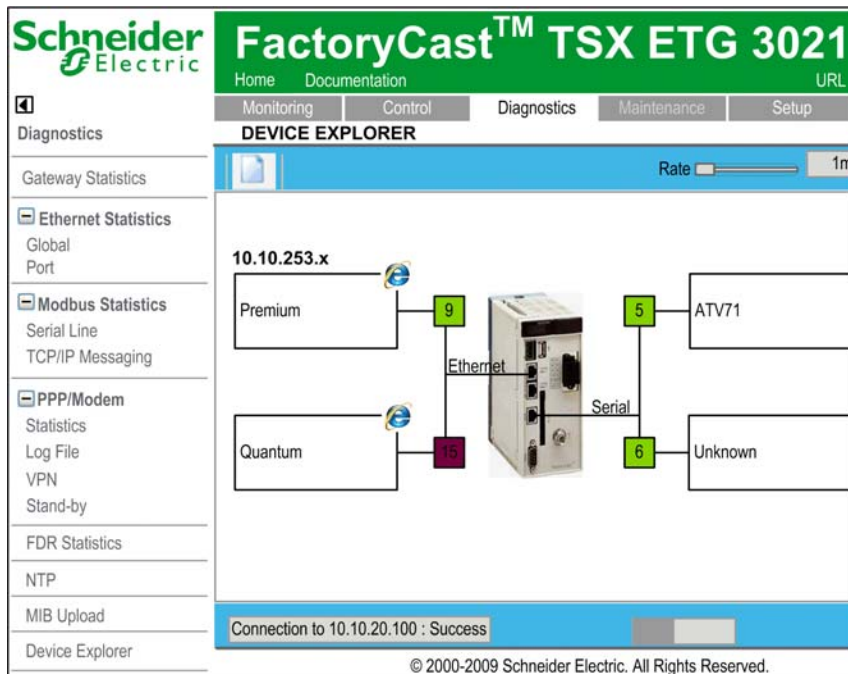 Schneider
Electric
FactoryCast™ TSX ETG 3021
Home Documentation URL
Monitoring Control Diagnostics Maintenance Setup
Diagnostics
DEVICE EXPLORER
Rate 1m
Gateway Statistics
Ethernet Statistics
Global
Port
Modbus Statistics
Serial Line
TCP/IP Messaging
PPP/Modem
Statistics
Log File
VPN
Stand-by
FDR Statistics
NTP
MIB Upload
Device Explorer
10.10.253.x
Premium 9 5 ATV71
Ethernet
Serial
Quantum 15 6 Unknown
Connection to 10.10.20.100 : Success
© 2000-2009 Schneider Electric. All Rights Reserved.